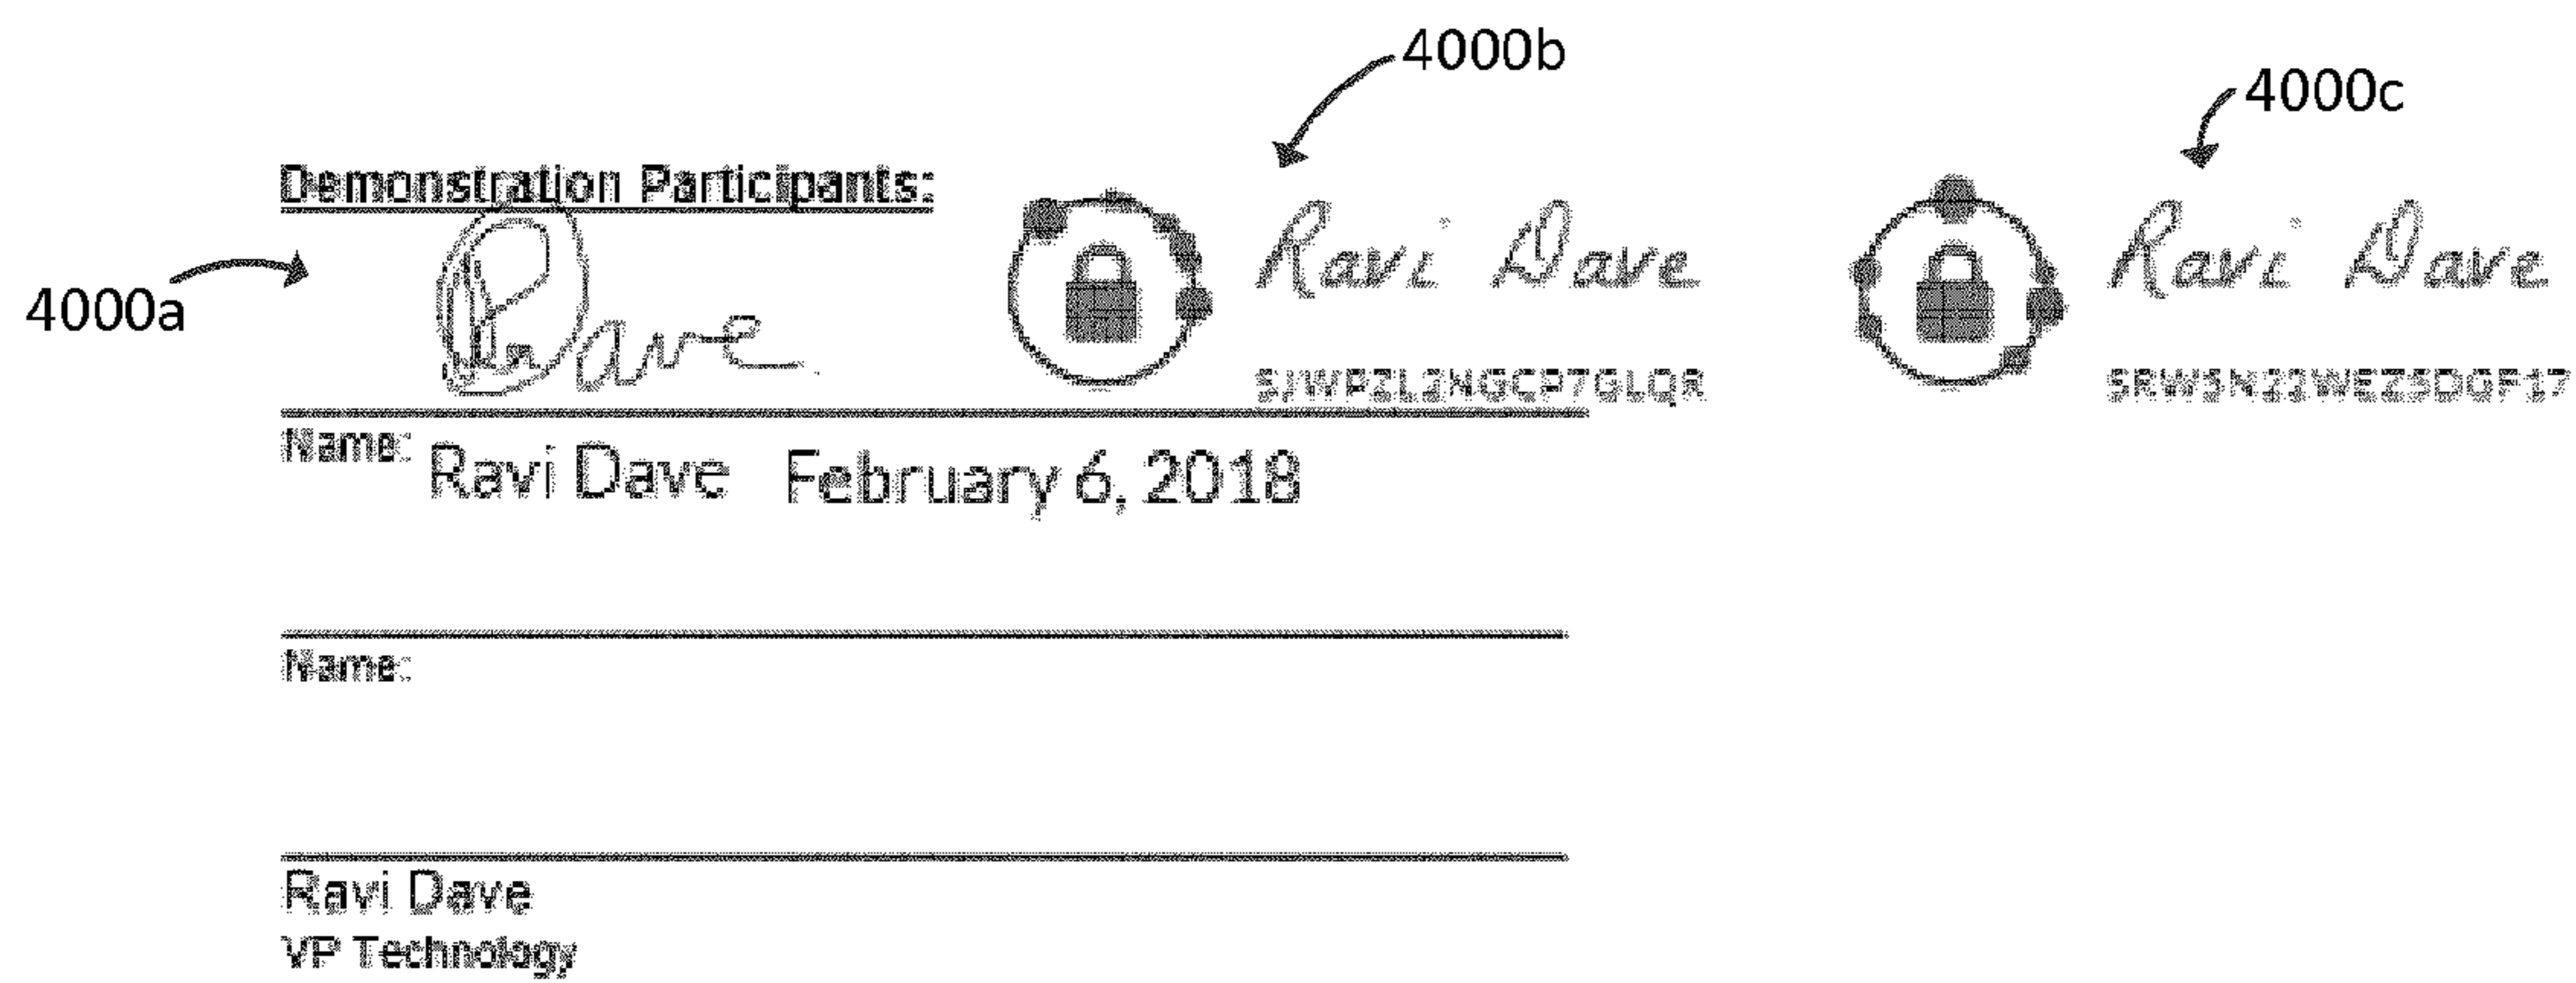 4000b
4000c
Demonstration Participants:
4000a
Ravi Dave
Ravi Dave
Name:
Ravi Dave February 6, 2018
Name:
Ravi Dave
VP Technology